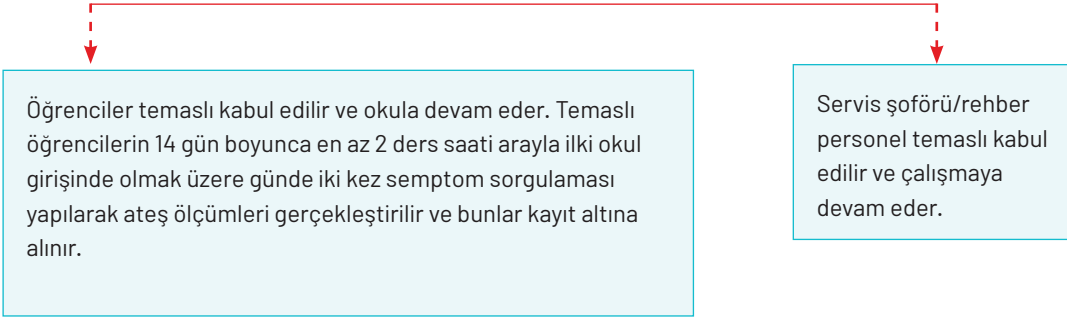 Öğrenciler temaslı kabul edilir ve okula devam eder. Temaslı
öğrencilerin 14 gün boyunca en az 2 ders saati arayla ilki okul
girişinde olmak üzere günde iki kez semptom sorgulaması
yapılarak ateş ölçümleri gerçekleştirilir ve bunlar kayıt altına
alınır.
Servis şoförü/rehber
personel temaslı kabul
edilir ve çalışmaya
devam eder.